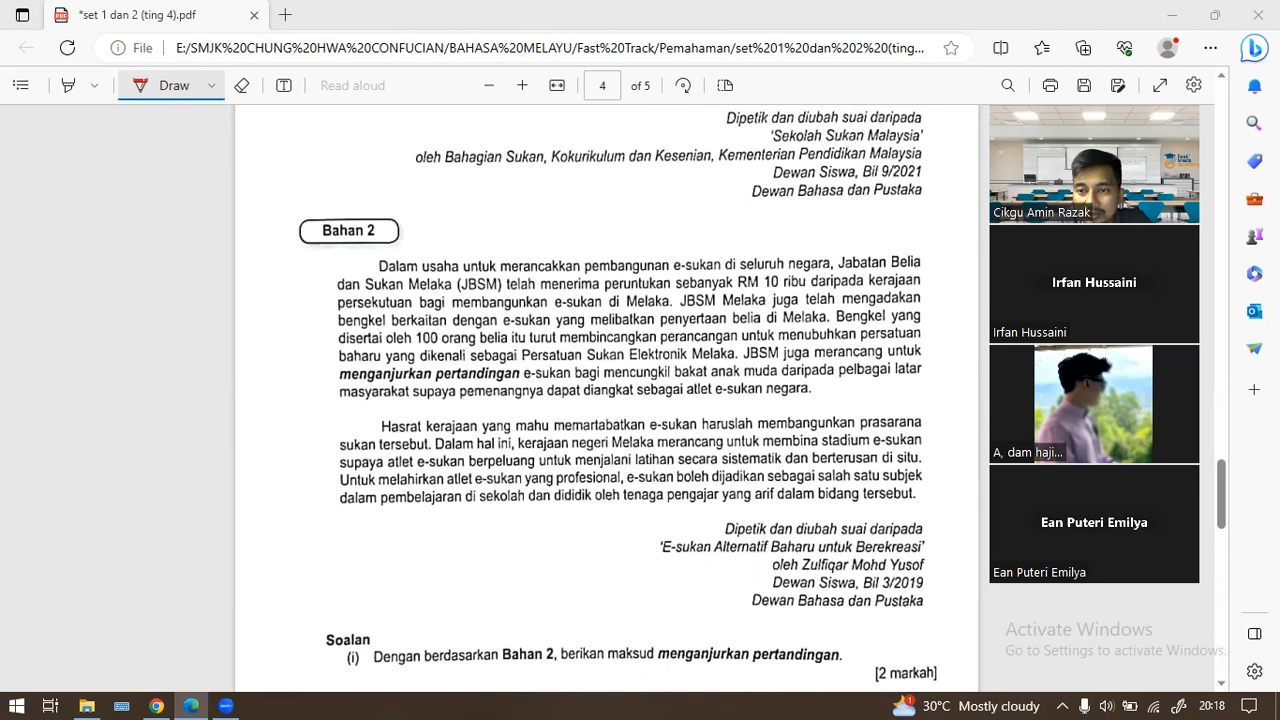 *set 1 dan 2 (ting 4).pdf
File
E:/SMJK%20CHUNG%20HWA%20CONFUCIAN/BAHASA%20MELAYU/Fast%20Track/Pemahaman/set%201%20dan%202%20(ting...
Draw
Read aloud
4 of 5
Dipetik dan diubah suai daripada
'Sekolah Sukan Malaysia'
oleh Bahagian Sukan, Kokurikulum dan Kesenian, Kementerian Pendidikan Malaysia
Dewan Siswa, Bil 9/2021
Dewan Bahasa dan Pustaka
Bahan 2
Dalam usaha untuk merancakkan pembangunan e-sukan di seluruh negara, Jabatan Belia
dan Sukan Melaka (JBSM) telah menerima peruntukan sebanyak RM 10 ribu daripada kerajaan
persekutuan bagi membangunkan e-sukan di Melaka. JBSM Melaka juga telah mengadakan
bengkel berkaitan dengan e-sukan yang melibatkan penyertaan belia di Melaka. Bengkel yang
disertai oleh 100 orang belia itu turut membincangkan perancangan untuk menubuhkan persatuan
baharu yang dikenali sebagai Persatuan Sukan Elektronik Melaka. JBSM juga merancang untuk
menganjurkan pertandingan e-sukan bagi mencungkil bakat anak muda daripada pelbagai latar
masyarakat supaya pemenangnya dapat diangkat sebagai atlet e-sukan negara.
Hasrat kerajaan yang mahu memartabatkan e-sukan haruslah membangunkan prasarana
sukan tersebut. Dalam hal ini, kerajaan negeri Melaka merancang untuk membina stadium e-sukan
supaya atlet e-sukan berpeluang untuk menjalani latihan secara sistematik dan berterusan di situ.
Untuk melahirkan atlet e-sukan yang profesional, e-sukan boleh dijadikan sebagai salah satu subjek
dalam pembelajaran di sekolah dan dididik oleh tenaga pengajar yang arif dalam bidang tersebut.
Dipetik dan diubah suai daripada
'E-sukan Alternatif Baharu untuk Berekreasi'
oleh Zulfiqar Mohd Yusof
Dewan Siswa, Bil 3/2019
Dewan Bahasa dan Pustaka
Soalan
(i) Dengan berdasarkan Bahan 2, berikan maksud menganjurkan pertandingan.
[2 markah]
Cikgu Amin Razak
Irfan Hussaini
Irfan Hussaini
A, dam haji...
Ean Puteri Emilya
Ean Puteri Emilya
Activate Windows
Go to Settings to activate Windows.
30°C Mostly cloudy
20:18